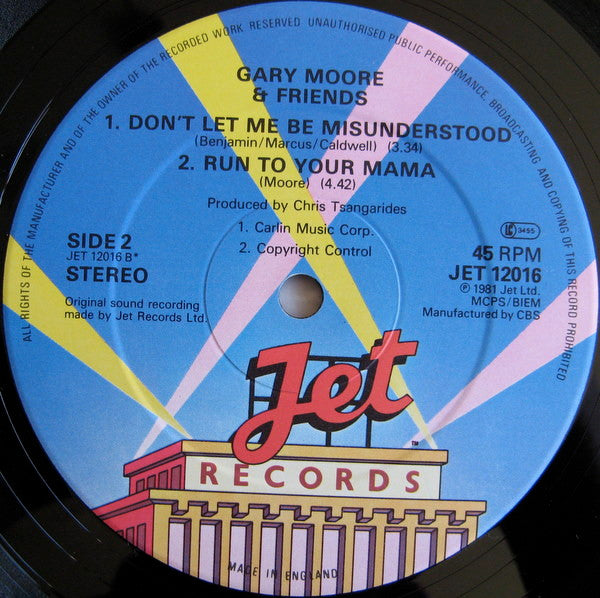 ALL RIGHTS OF THE MANUFACTURER AND OF THE OWNER OF THE RECORDED WORK RESERVED UNAUTHORISED PUBLIC PERFORMANCE, BROADCASTING AND COPYING OF THIS RECORD PROHIBITED
GARY MOORE
& FRIENDS
1. DON'T LET ME BE MISUNDERSTOOD
(Benjamin/Marcus/Caldwell) (3.34)
2. RUN TO YOUR MAMA
(Moore) (4.42)
Produced by Chris Tsangarides
1. Carlin Music Corp.
2. Copyright Control
SIDE 2
JET 12016 B*
STEREO
Original sound recording
made by Jet Records Ltd.
LC 3455
45 RPM
JET 12016
℗ 1981 Jet Ltd.
MCPS/BIEM
Manufactured by CBS
Jet
TM
RECORDS
MADE IN ENGLAND